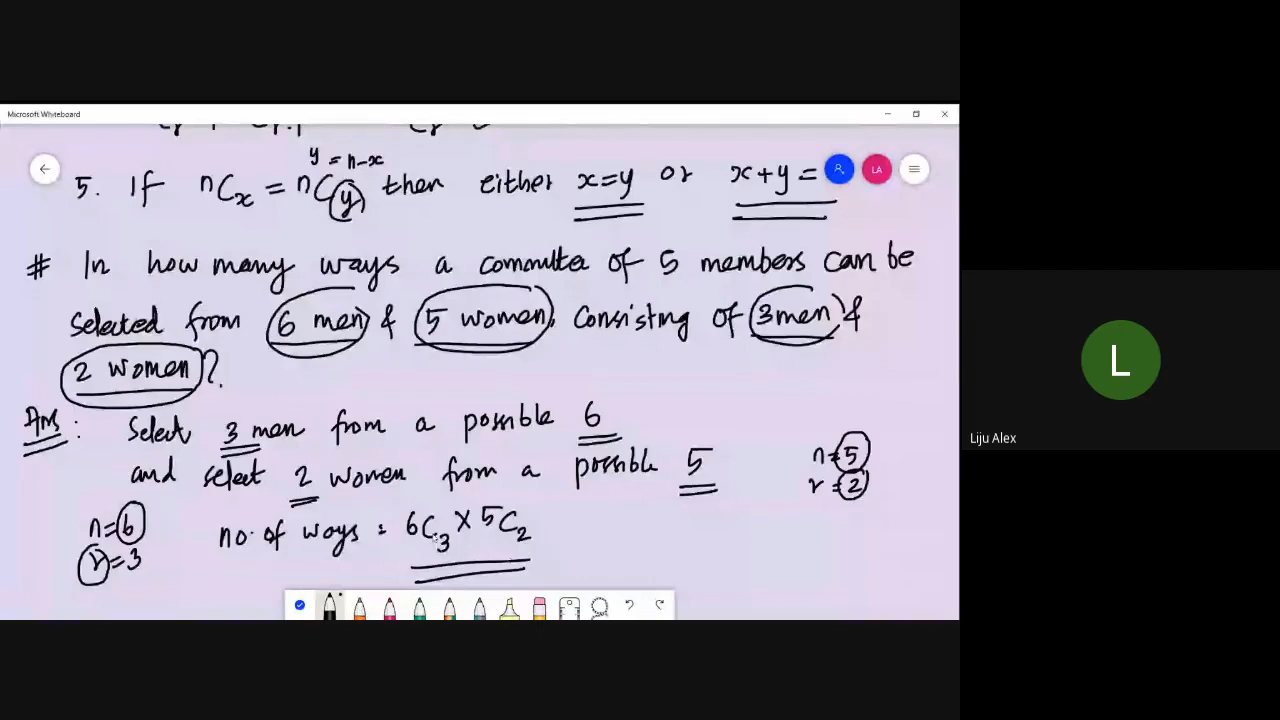 Microsoft Whiteboard
y = n-x
5. If nCx = nCy then either x=y or x+y =
LA
# In how many ways a committee of 5 members can be
selected from 6 men & 5 women, consisting of 3 men &
2 women?
Ans: Select 3 men from a possible 6
and select 2 women from a possible 5
n=5
r=2
n=6
r=3
no. of ways = 6C3 X 5C2
L
Liju Alex